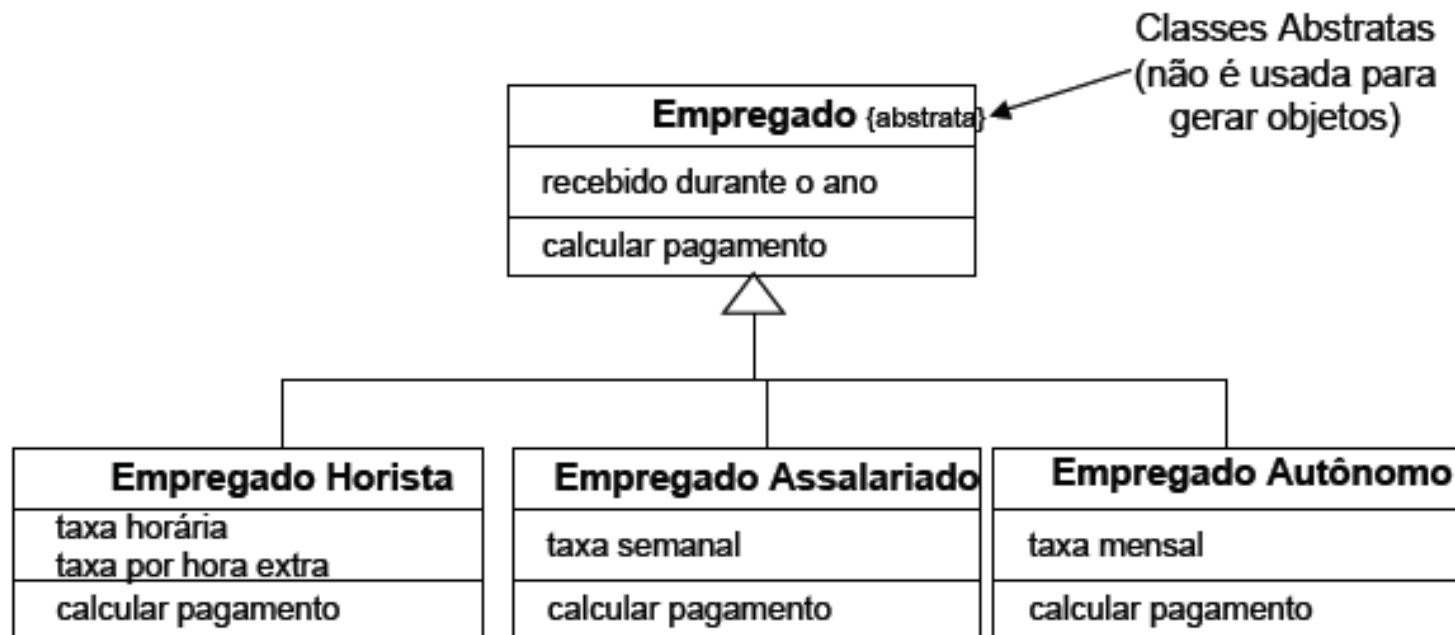 Classes Abstratas
(não é usada para
gerar objetos)
Empregado {abstrata}
recebido durante o ano
calcular pagamento
Empregado Horista
taxa horária
taxa por hora extra
calcular pagamento
Empregado Assalariado
taxa semanal
calcular pagamento
Empregado Autônomo
taxa mensal
calcular pagamento